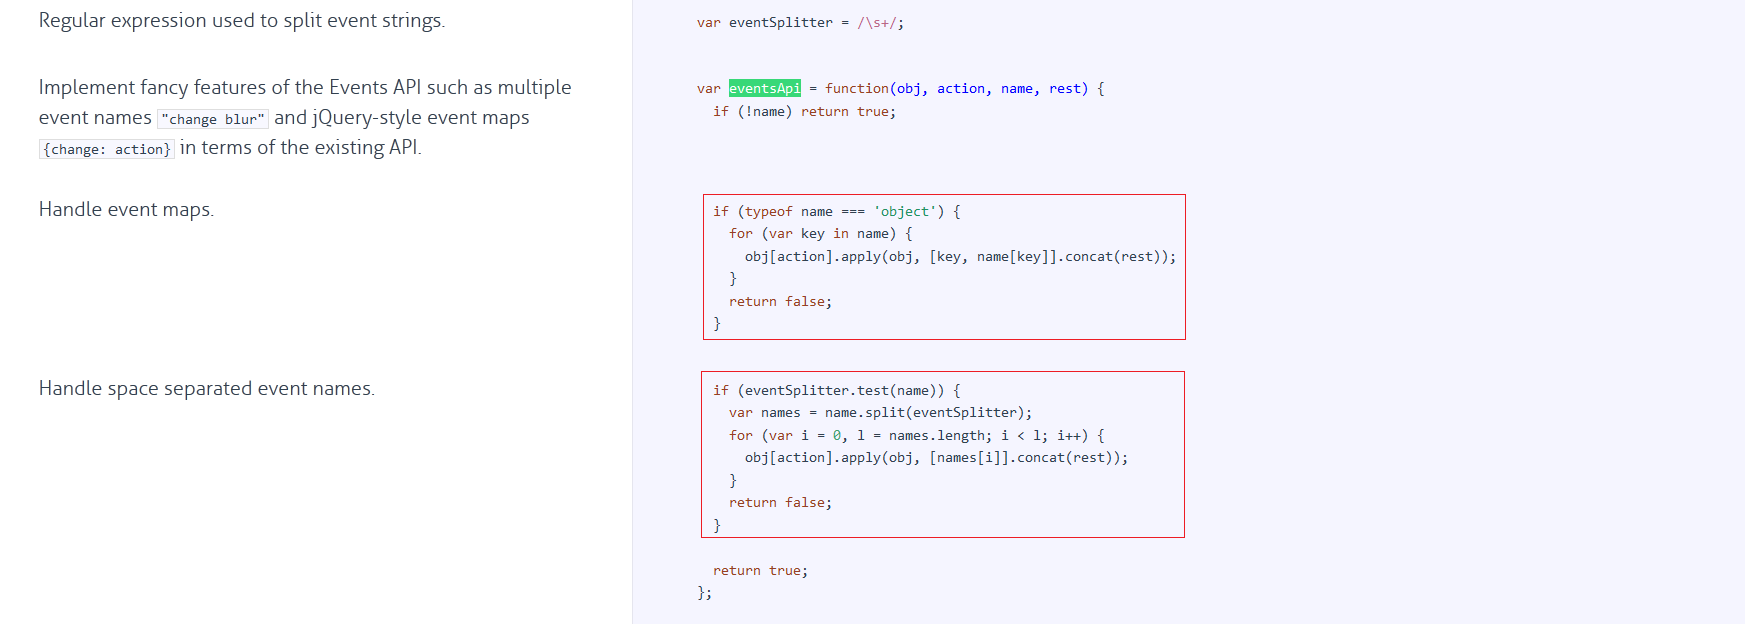 Regular expression used to split event strings.
var eventSplitter = /\s+/;
Implement fancy features of the Events API such as multiple
event names "change blur" and jQuery-style event maps
{change: action} in terms of the existing API.
var eventsApi = function(obj, action, name, rest) {
if (!name) return true;
Handle event maps.
if (typeof name === 'object') {
for (var key in name) {
obj[action].apply(obj, [key, name[key]].concat(rest));
}
return false;
}
Handle space separated event names.
if (eventSplitter.test(name)) {
var names = name.split(eventSplitter);
for (var i = 0, l = names.length; i < l; i++) {
obj[action].apply(obj, [names[i]].concat(rest));
}
return false;
}
return true;
};